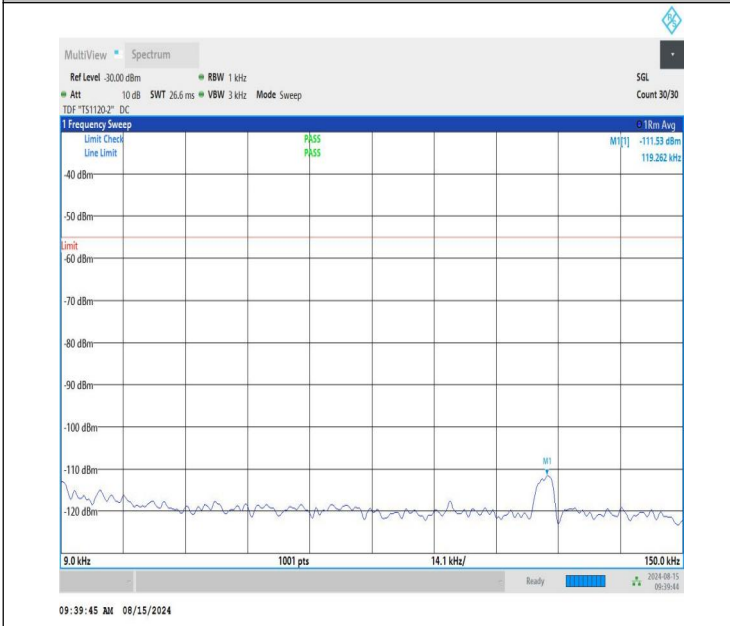 MultiView Spectrum
Ref Level -30.00 dBm RBW 1 kHz SGL
Att 10 dB SWT 26.6 ms VBW 3 kHz Mode Sweep Count 30/30
TDF "TS1120-2" DC
1 Frequency Sweep 1Rm Avg
Limit Check PASS M1[1] -111.53 dBm
Line Limit PASS 119.262 kHz
-40 dBm
-50 dBm
Limit
-60 dBm
-70 dBm
-80 dBm
-90 dBm
-100 dBm
-110 dBm M1
-120 dBm
9.0 kHz 1001 pts 14.1 kHz/ 150.0 kHz
Ready 2024-08-15
09:39:44
09:39:45 AM 08/15/2024